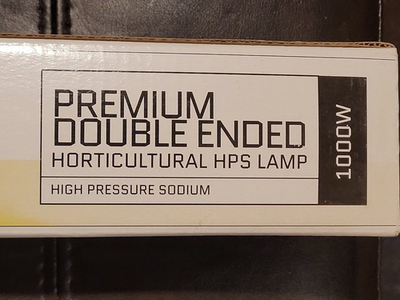 PREMIUM
DOUBLE ENDED
HORTICULTURAL HPS LAMP
HIGH PRESSURE SODIUM
1000W